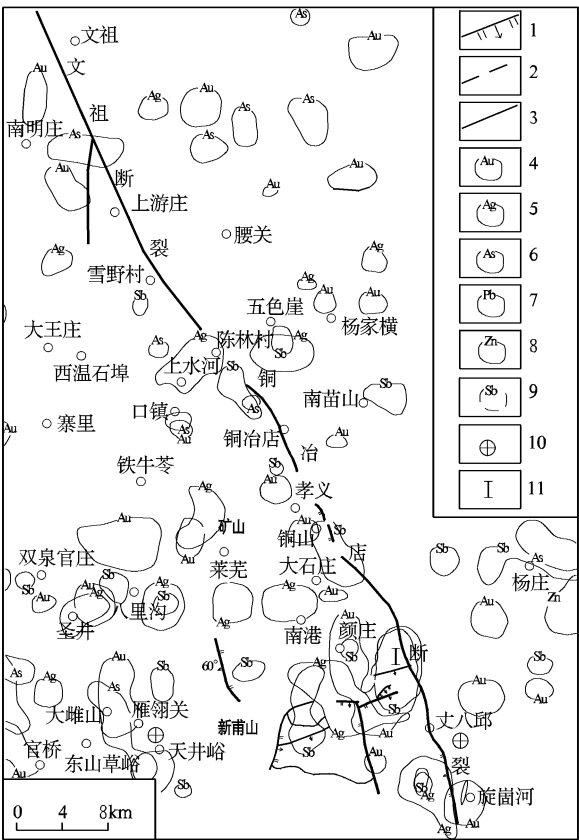 As
文祖
Au
1
文
2
Au
祖
Ag
Au
As
As
3
南明庄
As
As
4
Au
Au
断
Au
Au
5
Ag
上游庄
腰关
As
6
裂
Ag
Ag
雪野村
Ag
Pb
7
Sb
Au
Au
五色崖
大王庄
杨家横
Zn
8
As
Ag
陈林村
Ag
西温石埠
上水河
Sb
Sb
铜
Sb
9
南苗山
Sb
口镇
As
Au
寨里
As
Au
铜冶店
Au
10
冶
铁牛苓
Sb
11
Ag
Au
孝义
Au
矿山
铜山
Au
Sb
店
Sb
Sb
As
双泉官庄
Au
莱芜
大石庄
杨庄
Sb
Sb
Au
Ag
Ag
Au
Zn
Au
Ag
八里沟
Sb
Au
圣井
Ag
南港
颜庄
Au
Sb
60°
断
Sb
As
Ag
Au
Sb
Sb
Ag
Au
Au
As
大雌山
雁翎关
新甫山
Sb
丈八邱
官桥
东山草峪
天井峪
Ag
Au
Sb
Au
裂
Au
Sb
Sb
Ag
旋崮河
Ag
Au
0 4 8km